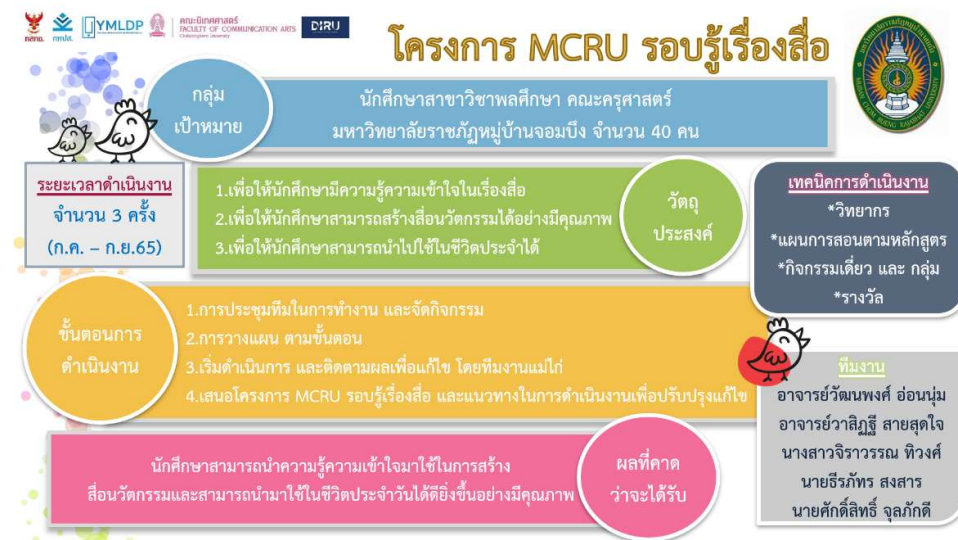 กสทช.
กทปส.
YMLDP
คณะนิเทศศาสตร์
FACULTY OF COMMUNICATION ARTS
Chulalongkorn University
DIRU
โครงการ MCRU รอบรู้เรื่องสื่อ
กลุ่ม
เป้าหมาย
นักศึกษาสาขาวิชาพลศึกษา คณะครุศาสตร์
มหาวิทยาลัยราชภัฏหมู่บ้านจอมบึง จำนวน 40 คน
ระยะเวลาดำเนินงาน
จำนวน 3 ครั้ง
(ก.ค. – ก.ย.65)
1.เพื่อให้นักศึกษามีความรู้ความเข้าใจในเรื่องสื่อ
2.เพื่อให้นักศึกษาสามารถสร้างสื่อนวัตกรรมได้อย่างมีคุณภาพ
3.เพื่อให้นักศึกษาสามารถนำไปใช้ในชีวิตประจำได้
วัตถุ
ประสงค์
เทคนิคการดำเนินงาน
*วิทยากร
*แผนการสอนตามหลักสูตร
*กิจกรรมเดี่ยว และ กลุ่ม
*รางวัล
ขั้นตอนการ
ดำเนินงาน
1.การประชุมทีมในการทำงาน และจัดกิจกรรม
2.การวางแผน ตามขั้นตอน
3.เริ่มดำเนินการ และติดตามผลเพื่อแก้ไข โดยทีมงานแม่ไก่
4.เสนอโครงการ MCRU รอบรู้เรื่องสื่อ และแนวทางในการดำเนินงานเพื่อปรับปรุงแก้ไข
ทีมงาน
อาจารย์วัฒนพงศ์ อ่อนนุ่ม
อาจารย์วาสิฏฐี สายสุดใจ
นางสาวจิราวรรณ ทิวงศ์
นายธีรภัทร สงสาร
นายศักดิ์สิทธิ์ จุลภักดี
นักศึกษาสามารถนำความรู้ความเข้าใจมาใช้ในการสร้าง
สื่อนวัตกรรมและสามารถนำมาใช้ในชีวิตประจำวันได้ดียิ่งขึ้นอย่างมีคุณภาพ
ผลที่คาด
ว่าจะได้รับ